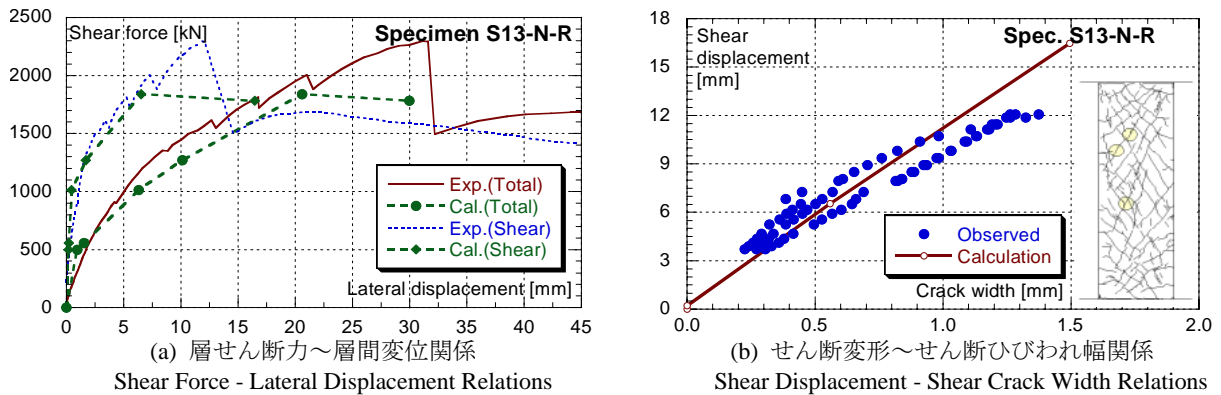 Shear force [kN]
Specimen S13-N-R
2500
2000
1500
1000
500
0
Exp.(Total)
Cal.(Total)
Exp.(Shear)
Cal.(Shear)
Lateral displacement [mm]
0 5 10 15 20 25 30 35 40 45
(a) 層せん断力~層間変位関係
Shear Force - Lateral Displacement Relations
Shear
displacement
[mm]
Spec. S13-N-R
18
15
12
9
6
3
0
Observed
Calculation
Crack width [mm]
0.0 0.5 1.0 1.5 2.0
(b) せん断変形~せん断ひびわれ幅関係
Shear Displacement - Shear Crack Width Relations